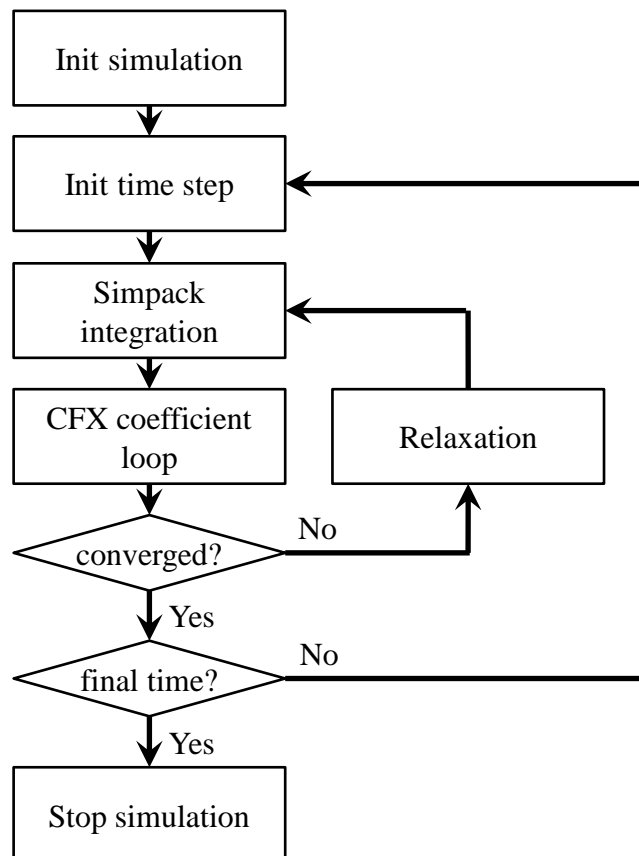 Init simulation
Init time step
Simpack
integration
CFX coefficient
loop
Relaxation
converged?
No
Yes
final time?
No
Yes
Stop simulation